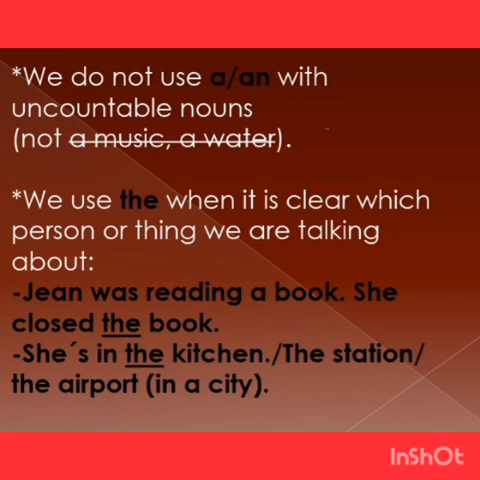 *We do not use a/an with
uncountable nouns
(not a music, a water).
*We use the when it is clear which
person or thing we are talking
about:
-Jean was reading a book. She
closed the book.
-She´s in the kitchen./The station/
the airport (in a city).
InShOt